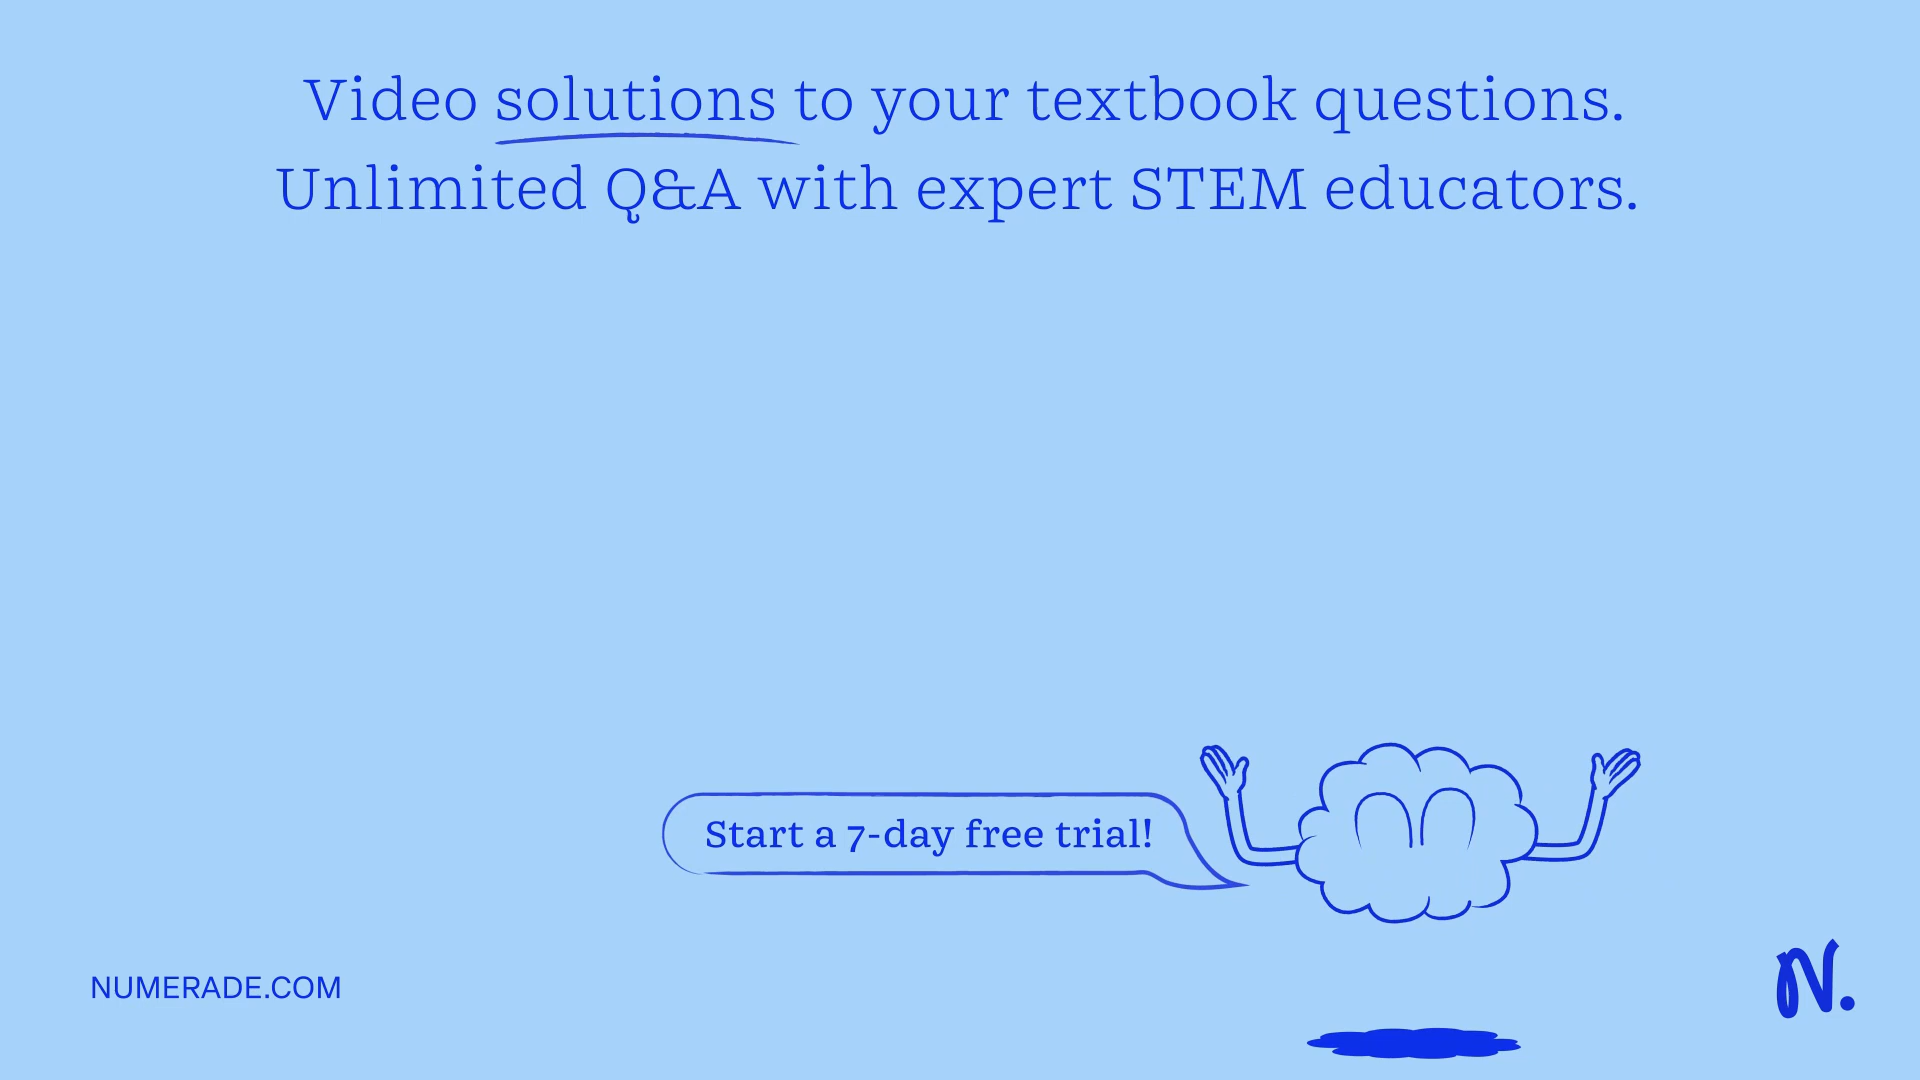 Video solutions to your textbook questions.
Unlimited Q&A with expert STEM educators.
Start a 7-day free trial!
NUMERADE.COM
N.